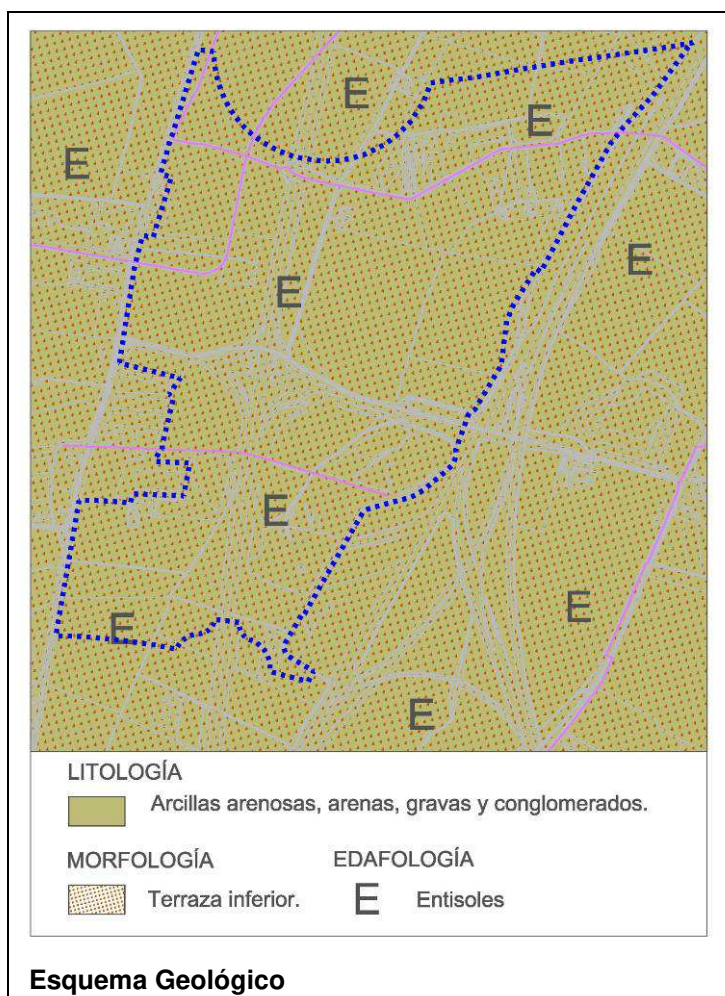 E
E
E
E
E
E
E
E
E
LITOLOGÍA
Arcillas arenosas, arenas, gravas y conglomerados.
MORFOLOGÍA EDAFOLOGÍA
Terraza inferior. E Entisoles
Esquema Geológico